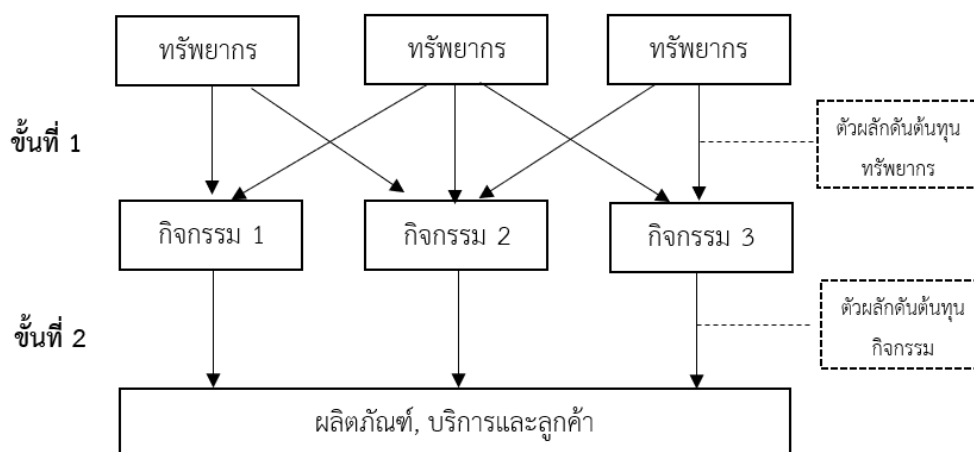 ทรัพยากร
ทรัพยากร
ทรัพยากร
ขั้นที่ 1
ตัวผลักดันต้นทุน
ทรัพยากร
กิจกรรม 1
กิจกรรม 2
กิจกรรม 3
ขั้นที่ 2
ตัวผลักดันต้นทุน
กิจกรรม
ผลิตภัณฑ์, บริการและลูกค้า